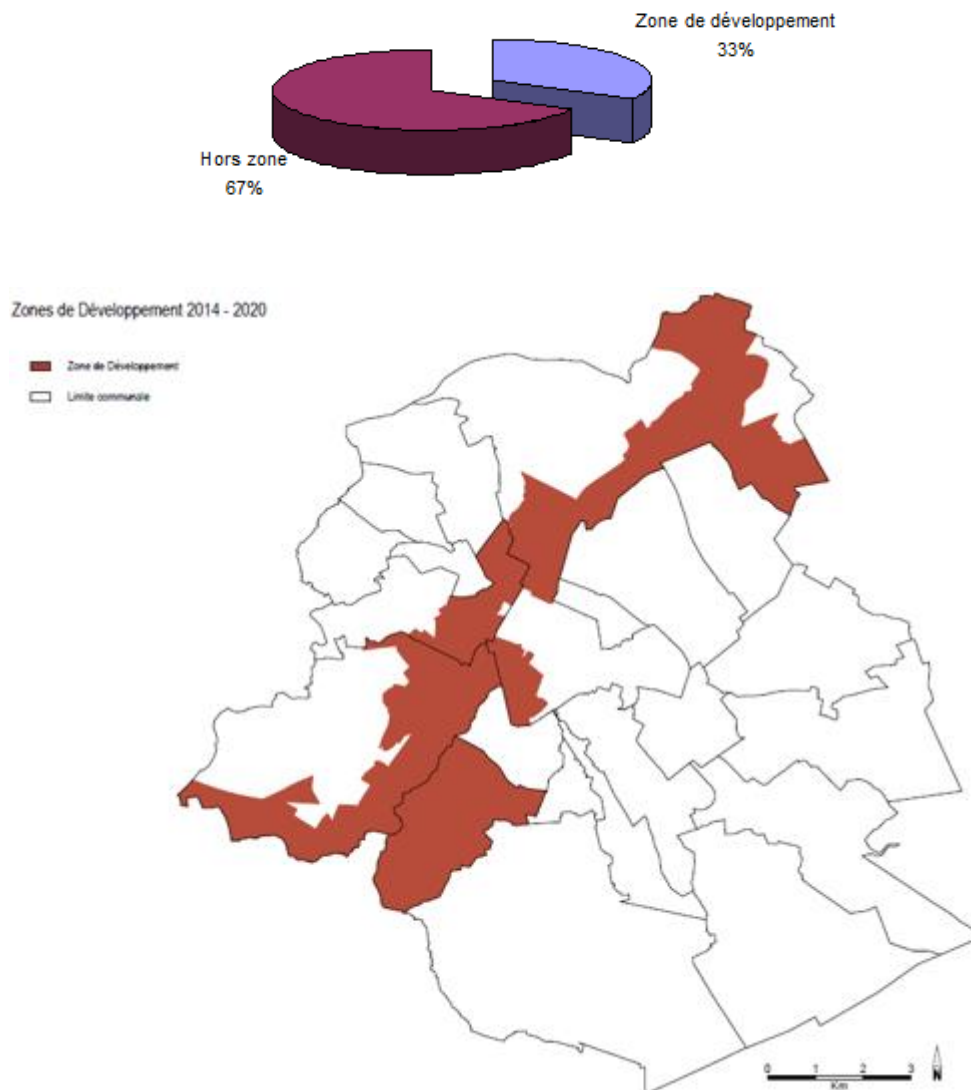 Zone de développement
33%
Hors zone
67%
Zones de Développement 2014 - 2020
Zone de Développement
Limite communale
0 1 2 3
Km
N